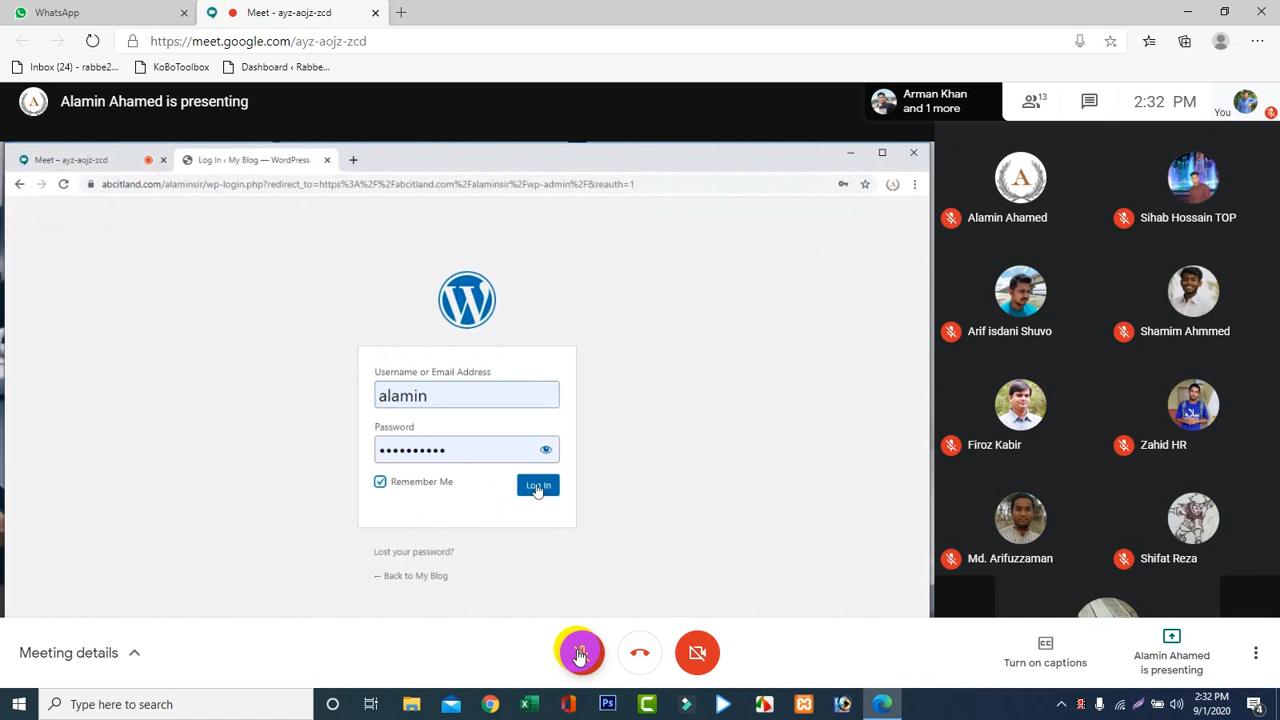 WhatsApp
Meet - ayz-aojz-zcd
https://meet.google.com/ayz-aojz-zcd
Inbox (24) - rabbe2...
KoBoToolbox
Dashboard ‹ Rabbe...
A
Alamin Ahamed is presenting
Arman Khan
and 1 more
13
2:32 PM
You
Meet – ayz-aojz-zcd
Log In ‹ My Blog — WordPress
abcitland.com/alaminsir/wp-login.php?redirect_to=https%3A%2F%2Fabcitland.com%2Falaminsir%2Fwp-admin%2F&reauth=1
A
W
Username or Email Address
alamin
Password
Remember Me
Log In
Lost your password?
← Back to My Blog
A
Alamin Ahamed
Sihab Hossain TOP
Arif isdani Shuvo
Shamim Ahmmed
Firoz Kabir
Zahid HR
Md. Arifuzzaman
Shifat Reza
Meeting details
CC
Turn on captions
Alamin Ahamed
is presenting
Type here to search
Ps
2:32 PM
9/1/2020
4